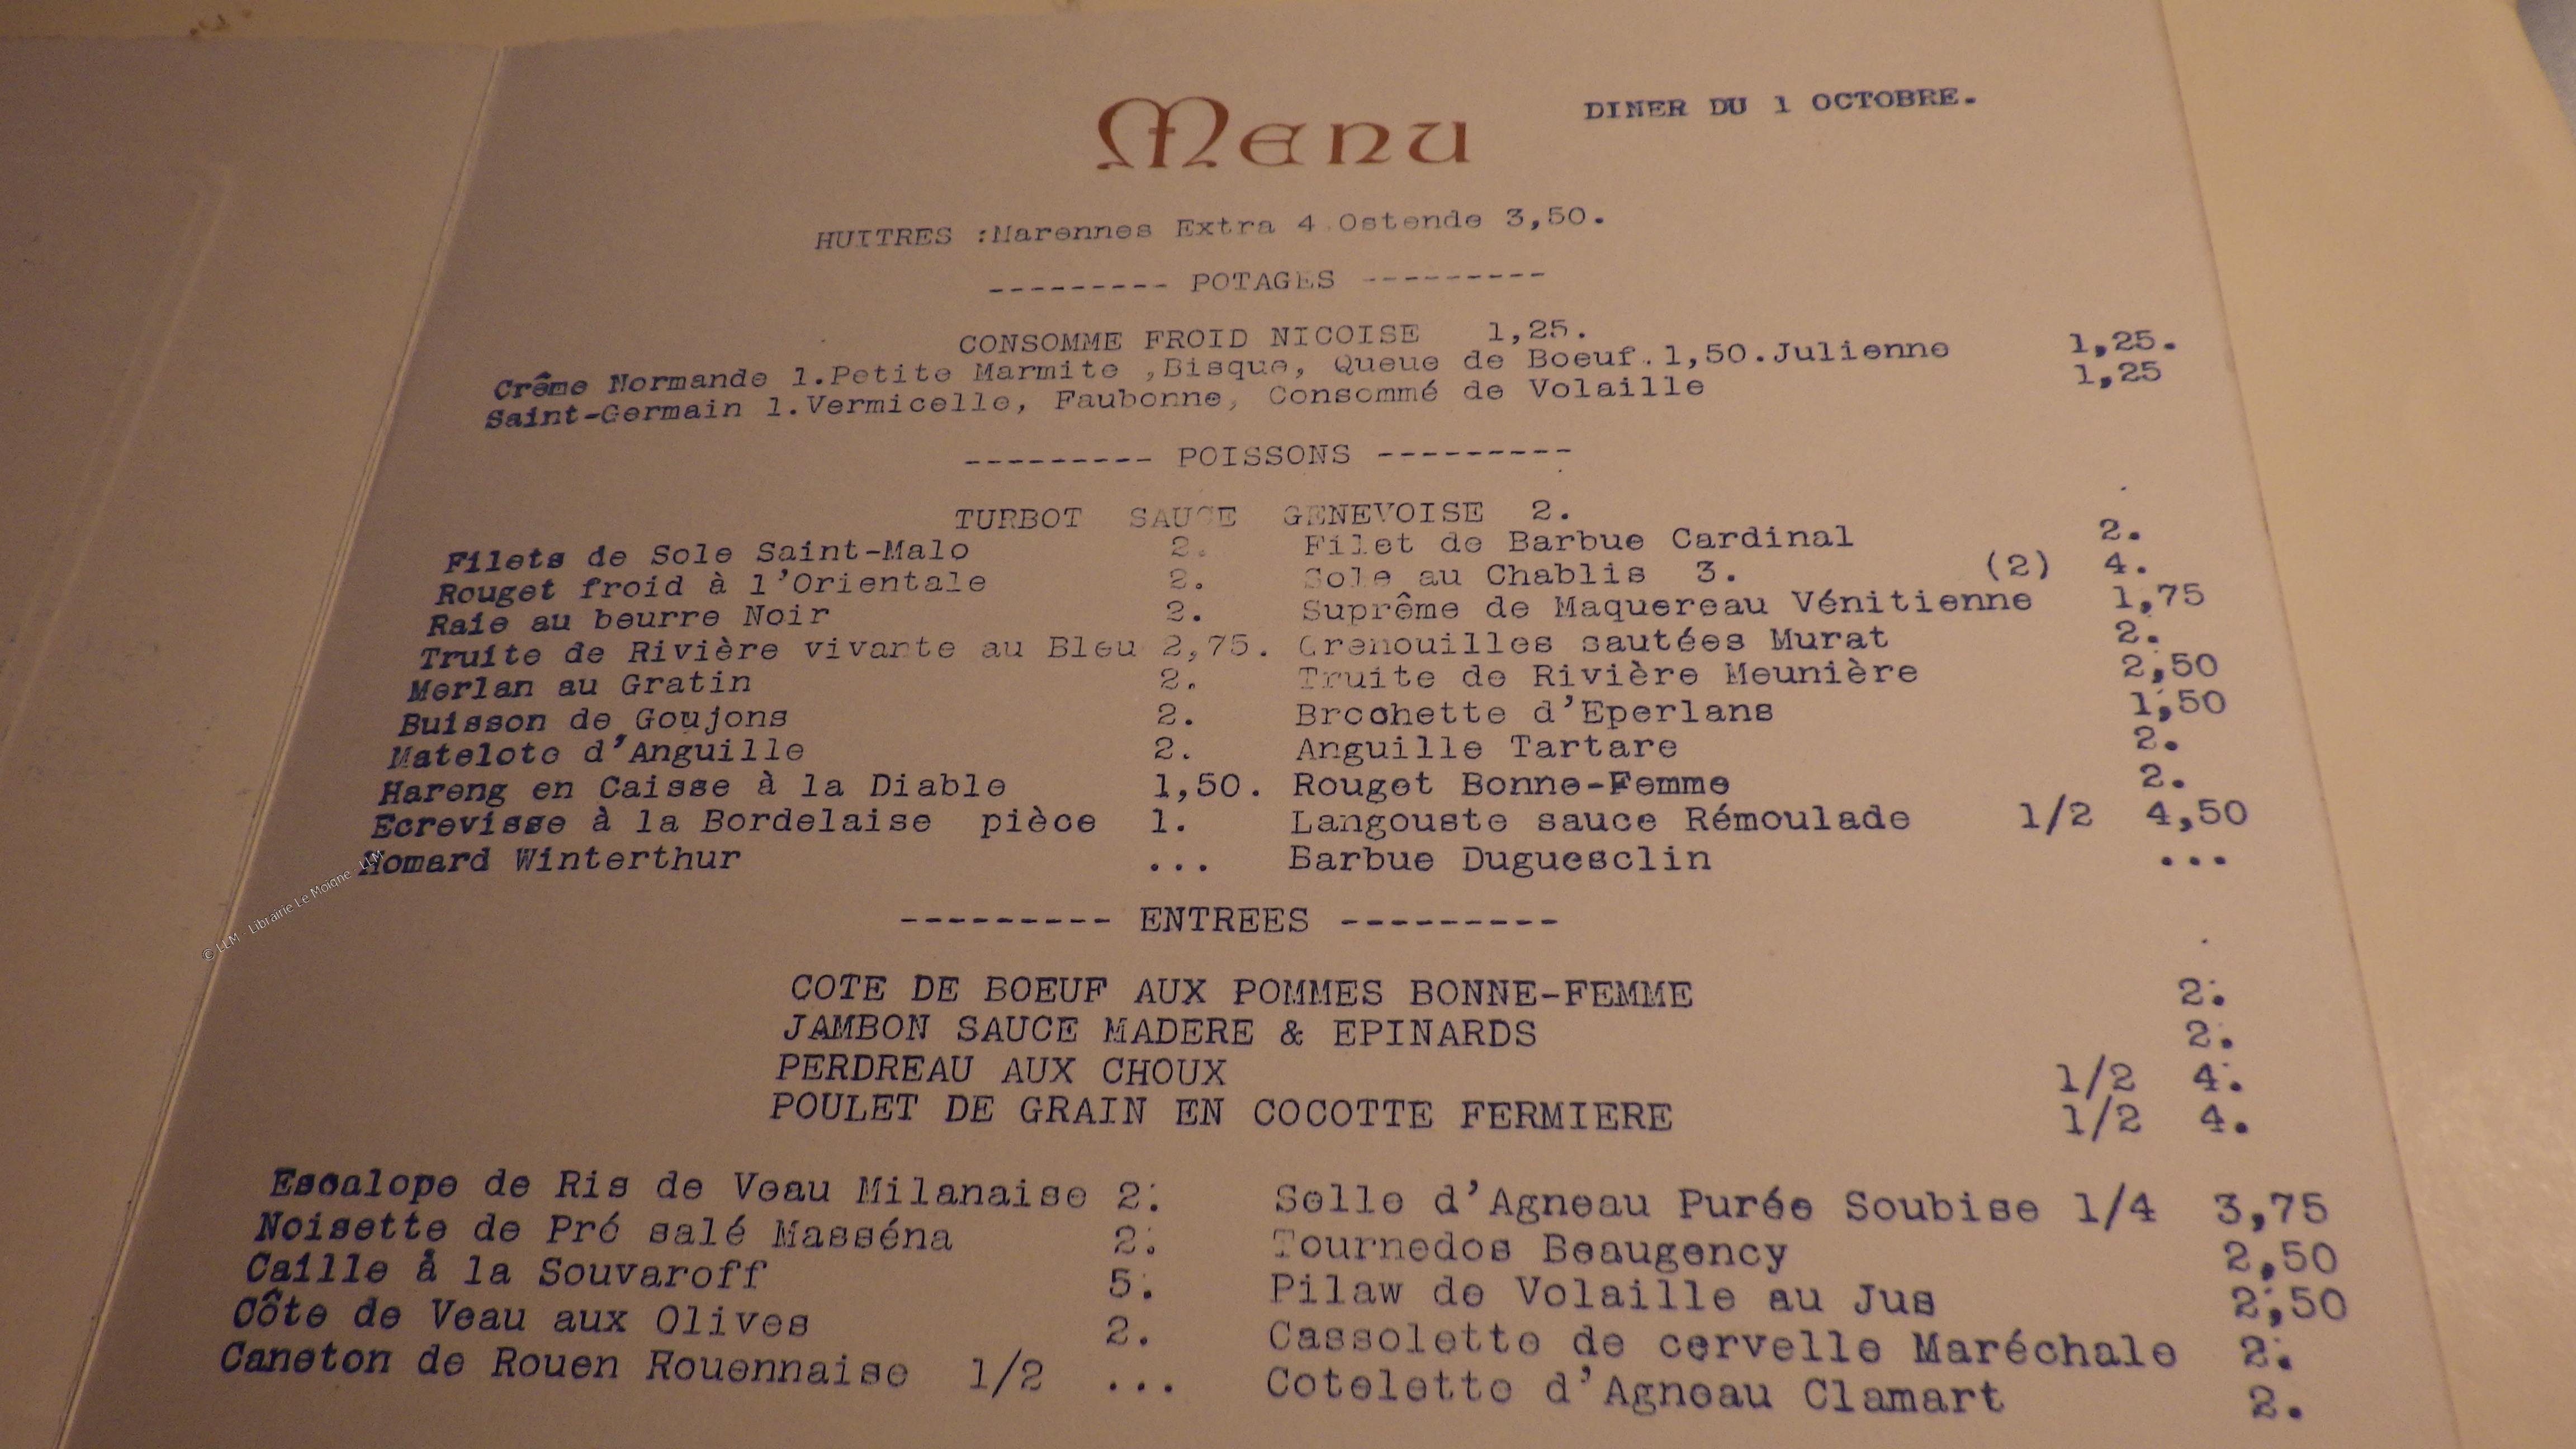 Menu
DINER DU 1 OCTOBRE.
HUITRES :Marennes Extra 4 Ostende 3,50.
--------- POTAGES ---------
CONSOMME FROID NICOISE 1,25.
Crême Normande 1.Petite Marmite ,Bisque, Queue de Boeuf.1,50.Julienne 1,25.
Saint-Germain 1.Vermicelle, Faubonne, Consommé de Volaille 1,25
--------- POISSONS ---------
TURBOT SAUCE GENEVOISE 2.
Filets de Sole Saint-Malo 2. Filet de Barbue Cardinal 2.
Rouget froid à l'Orientale 2. Sole au Chablis 3. (2) 4.
Raie au beurre Noir 2. Suprême de Maquereau Vénitienne 1,75
Truite de Rivière vivante au Bleu 2,75. Grenouilles sautées Murat 2.
Merlan au Gratin 2. Truite de Rivière Meunière 2,50
Buisson de Goujons 2. Brochette d'Eperlans 1,50
Matelote d'Anguille 2. Anguille Tartare 2.
Hareng en Caisse à la Diable 1,50. Rouget Bonne-Femme 2.
Ecrevisse à la Bordelaise pièce 1. Langouste sauce Rémoulade 1/2 4,50
Homard Winterthur ... Barbue Duguesclin ...
--------- ENTREES ---------
COTE DE BOEUF AUX POMMES BONNE-FEMME 2.
JAMBON SAUCE MADERE & EPINARDS 2.
PERDREAU AUX CHOUX 1/2 4.
POULET DE GRAIN EN COCOTTE FERMIERE 1/2 4.
Escalope de Ris de Veau Milanaise 2. Selle d'Agneau Purée Soubise 1/4 3,75
Noisette de Pré salé Masséna 2. Tournedos Beaugency 2,50
Caille à la Souvaroff 5. Pilaw de Volaille au Jus 2,50
Côte de Veau aux Olives 2. Cassolette de cervelle Maréchale 2.
Caneton de Rouen Rouennaise 1/2 ... Cotelette d'Agneau Clamart 2.
© LLM - Librairie Le Moigne - LLM